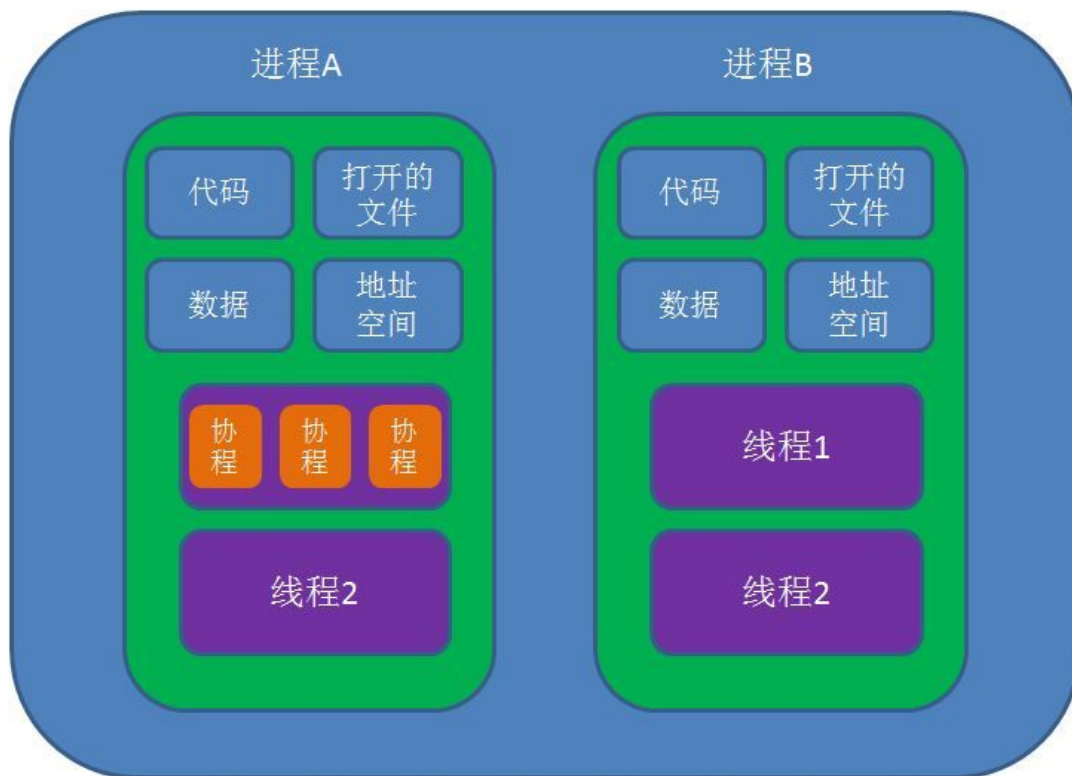 进程A
进程B
代码
打开的
文件
代码
打开的
文件
数据
地址
空间
数据
地址
空间
协
程
协
程
协
程
线程1
线程2
线程2